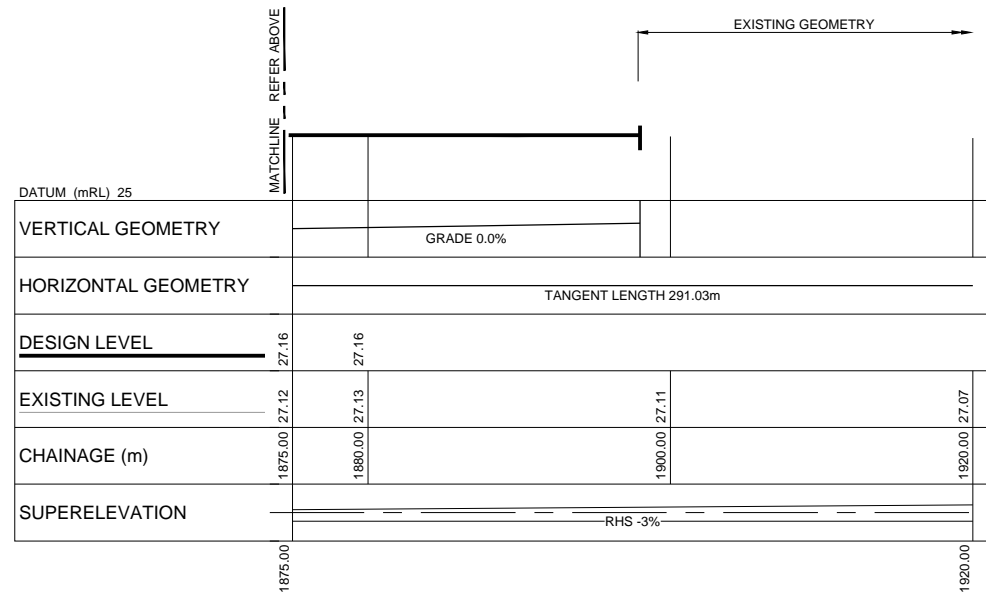 EXISTING GEOMETRY
MATCHLINE REFER ABOVE
DATUM (mRL) 25
VERTICAL GEOMETRY
GRADE 0.0%
HORIZONTAL GEOMETRY
TANGENT LENGTH 291.03m
DESIGN LEVEL
27.16
27.16
EXISTING LEVEL
27.12
27.13
27.11
27.07
CHAINAGE (m)
1875.00
1880.00
1900.00
1920.00
SUPERELEVATION
RHS -3%
1875.00
1920.00